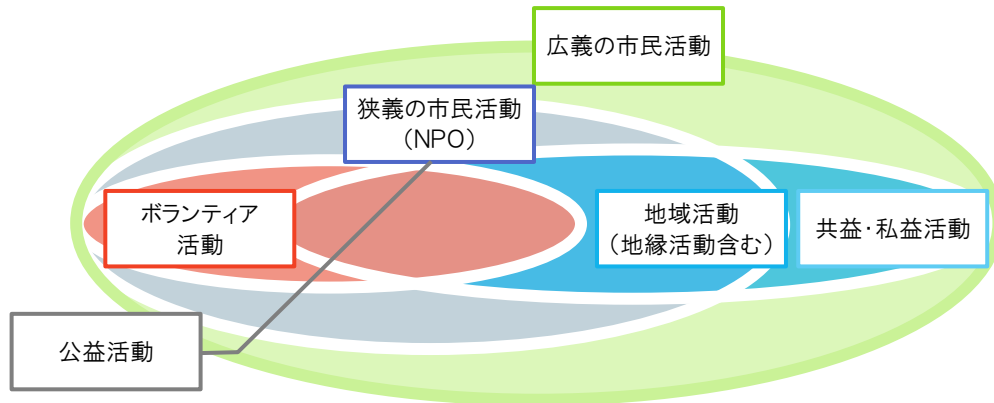 広義の市民活動
狭義の市民活動
（NPO）
ボランティア
活動
地域活動
（地縁活動含む）
共益・私益活動
公益活動